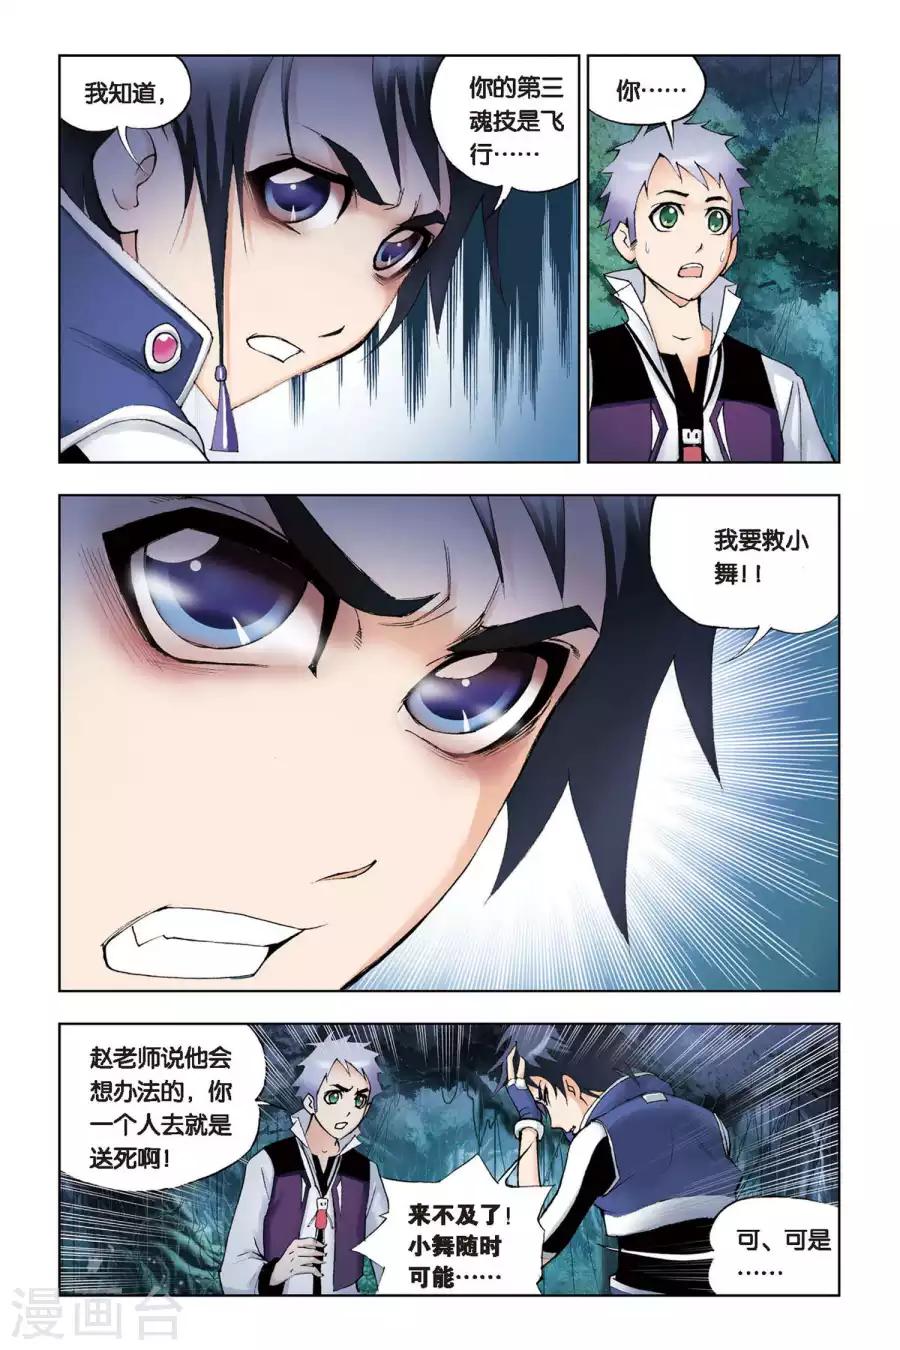 我知道，
你的第三
魂技是飞
行……
你……
我要救小
舞！！
赵老师说他会
想办法的，你
一个人去就是
送死啊！
来不及了！
小舞随时
可能……
可、可是
……
漫画台